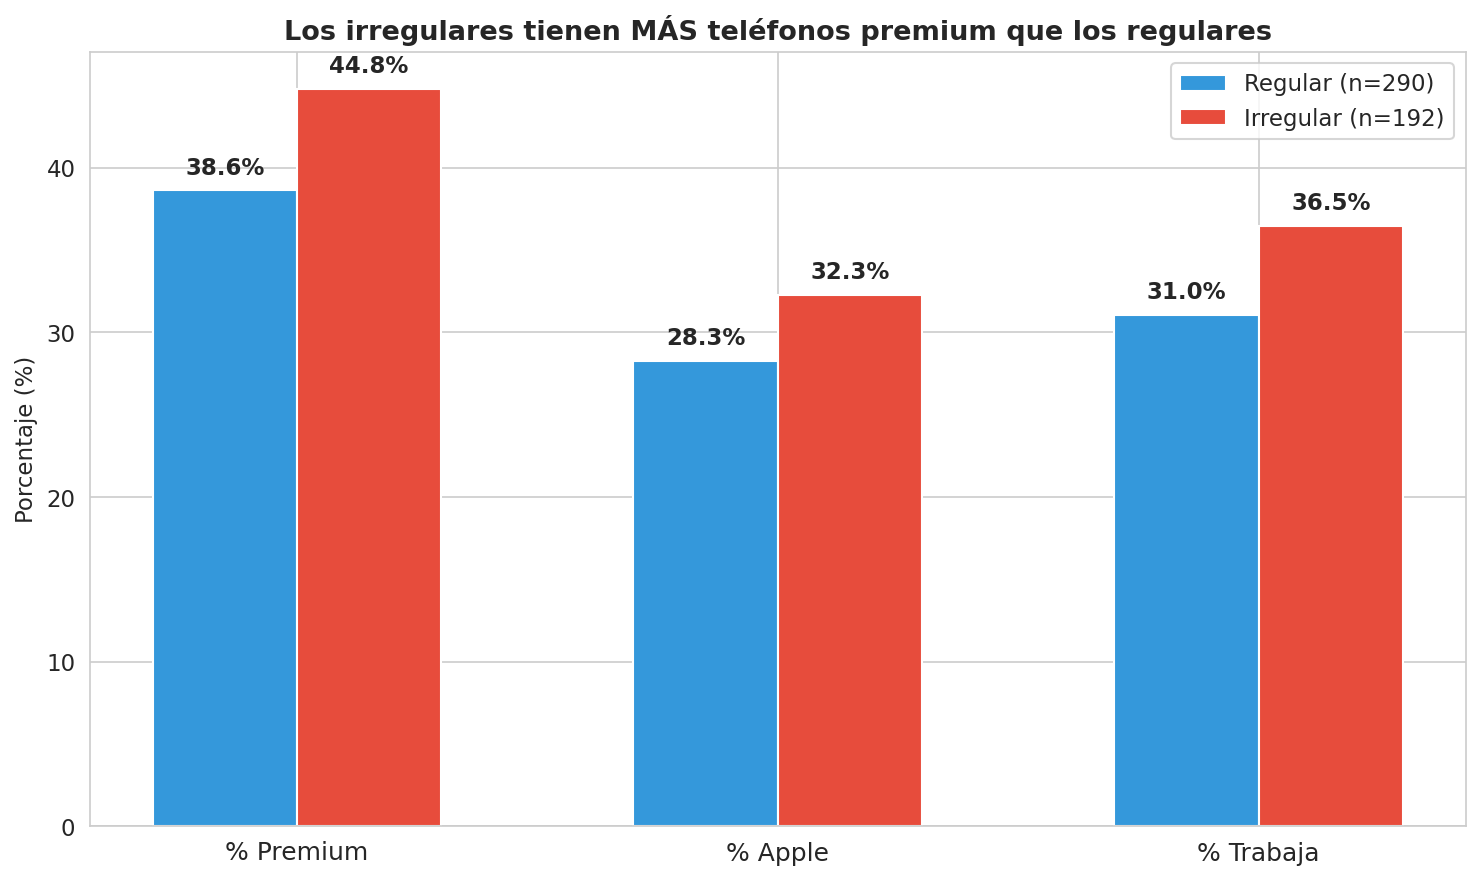 Los irregulares tienen MÁS teléfonos premium que los regulares
Regular (n=290)
Irregular (n=192)
44.8%
38.6%
32.3%
28.3%
36.5%
31.0%
Porcentaje (%)
40
30
20
10
0
% Premium
% Apple
% Trabaja